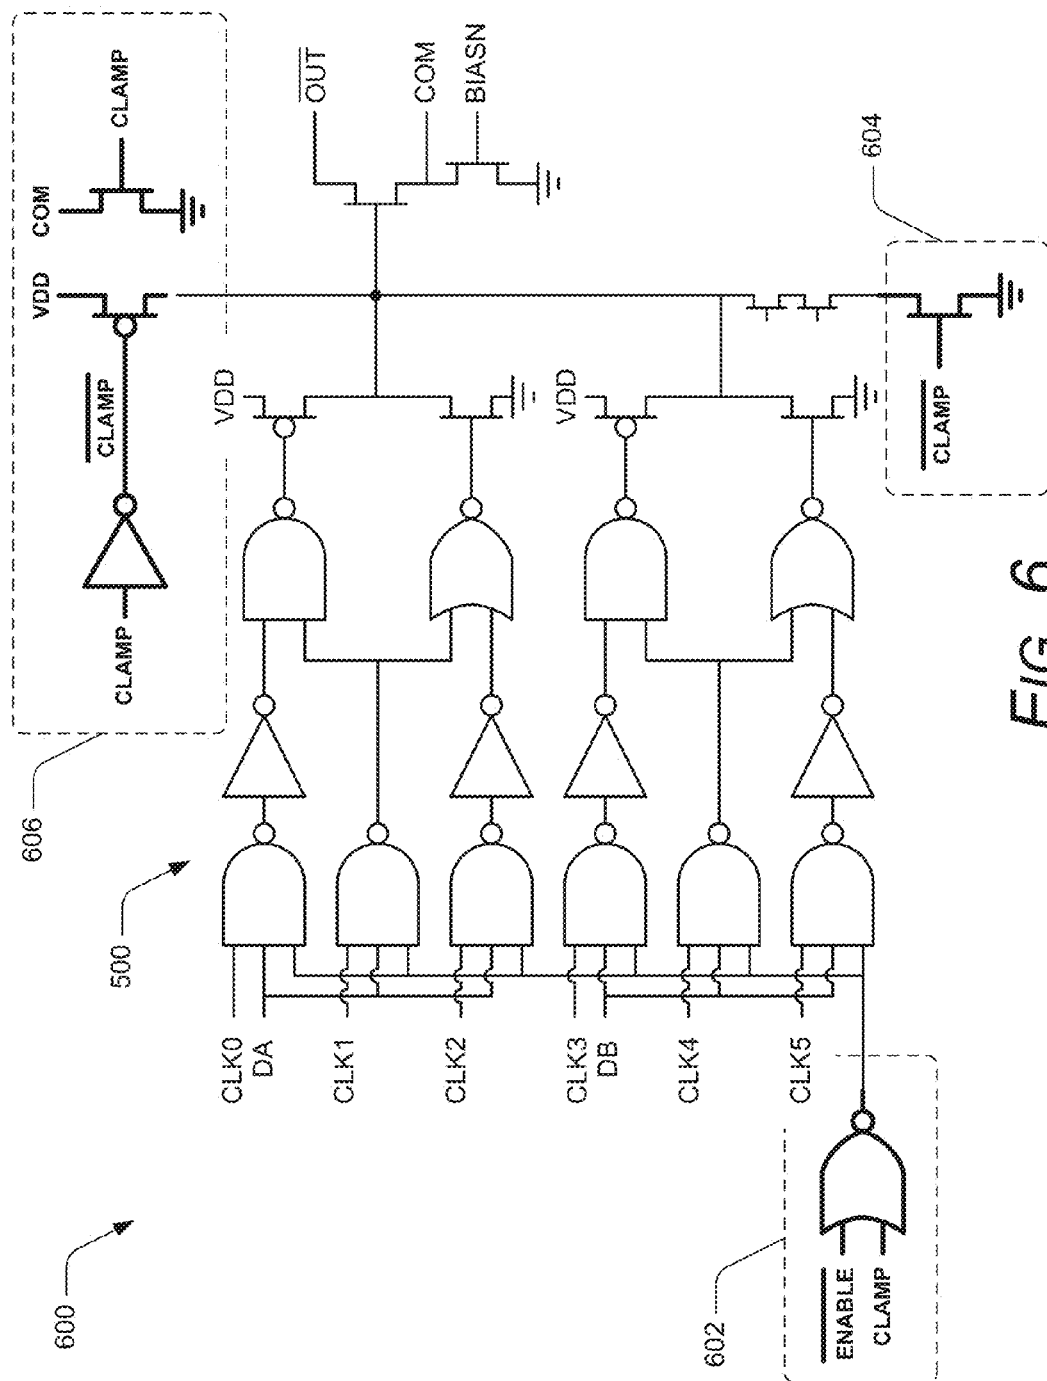 600
500
606
CLAMP
CLAMP
VDD
COM
CLAMP
CLK0
DA
CLK1
CLK2
CLK3
DB
CLK4
CLK5
VDD
VDD
OUT
COM
BIASN
602
ENABLE
CLAMP
604
CLAMP
FIG 6